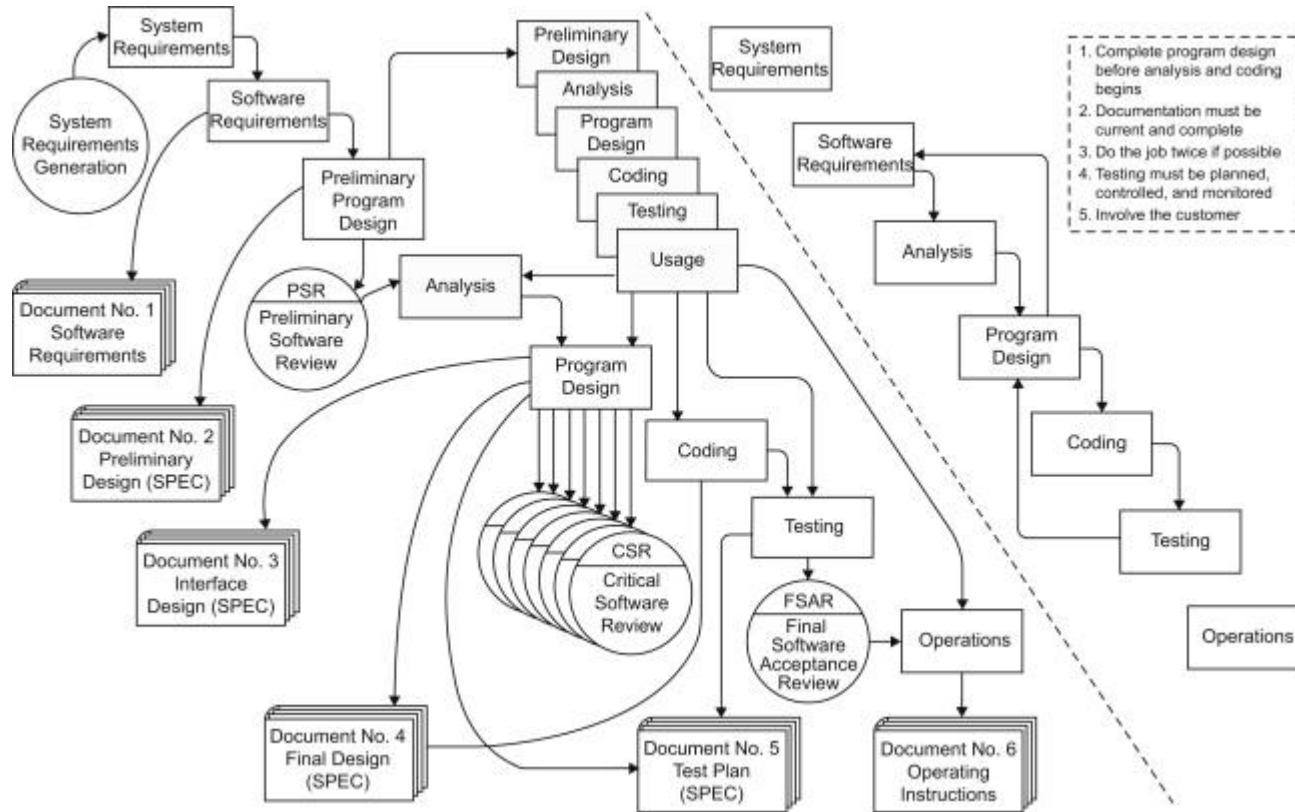 System
Requirements
System
Requirements
Generation
Software
Requirements
Preliminary
Program
Design
PSR
Preliminary
Software
Review
Document No. 1
Software
Requirements
Document No. 2
Preliminary
Design (SPEC)
Document No. 3
Interface
Design (SPEC)
Document No. 4
Final Design
(SPEC)
Preliminary
Design
Analysis
Program
Design
Coding
Testing
Usage
Analysis
Program
Design
CSR
Critical
Software
Review
Coding
Testing
FSAR
Final
Software
Acceptance
Review
Operations
Document No. 5
Test Plan
(SPEC)
Document No. 6
Operating
Instructions
System
Requirements
Software
Requirements
Analysis
Program
Design
Coding
Testing
Operations
1. Complete program design
before analysis and coding
begins
2. Documentation must be
current and complete
3. Do the job twice if possible
4. Testing must be planned,
controlled, and monitored
5. Involve the customer